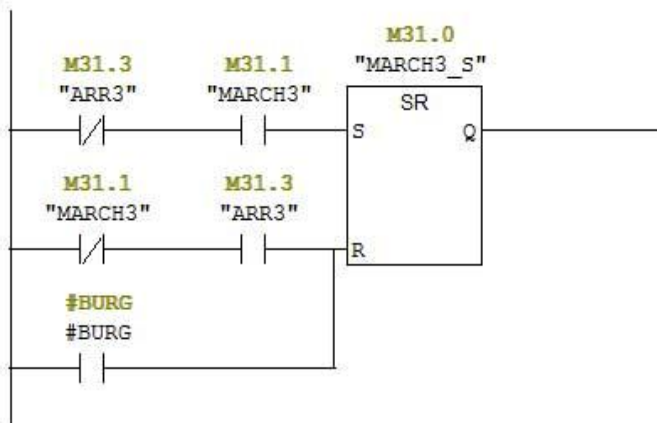 M31.0
M31.3 M31.1 "MARCH3_S"
"ARR3" "MARCH3" SR
S Q
M31.1 M31.3
"MARCH3" "ARR3"
R
#BURG
#BURG